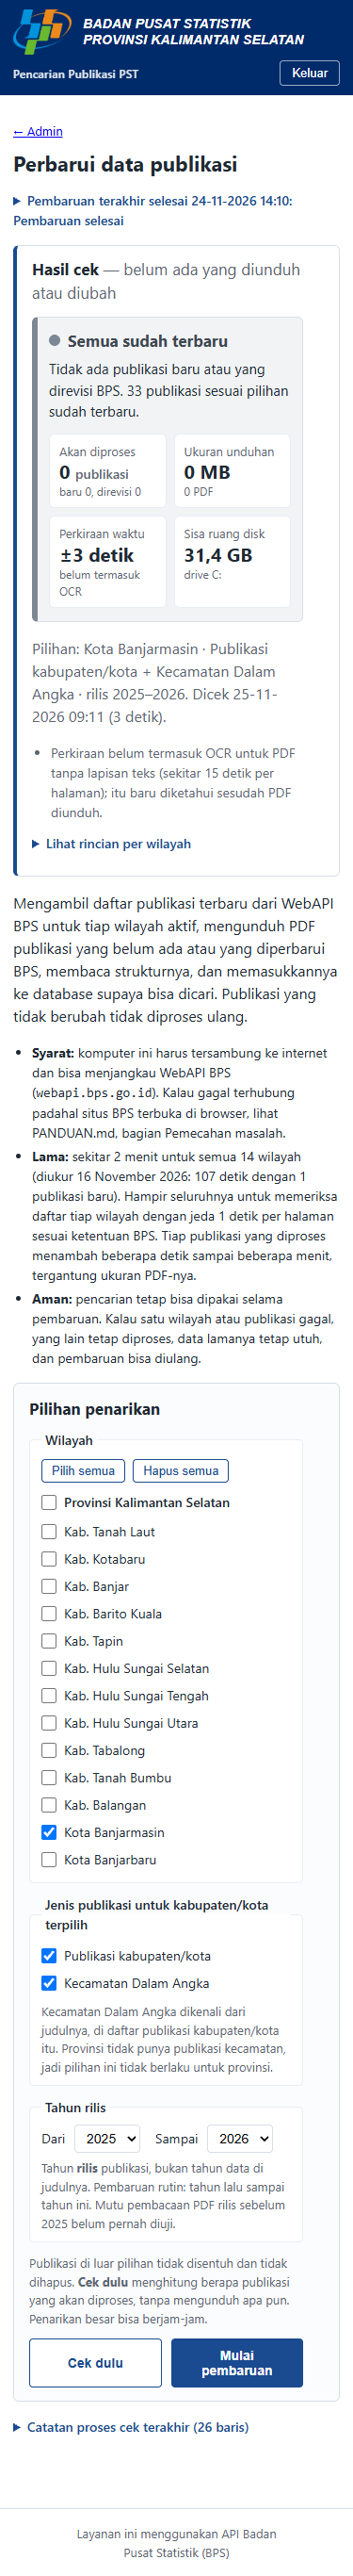 BADAN PUSAT STATISTIK
PROVINSI KALIMANTAN SELATAN
Pencarian Publikasi PST
Keluar
← Admin
Perbarui data publikasi
▶ Pembaruan terakhir selesai 24-11-2026 14:10:
Pembaruan selesai
Hasil cek — belum ada yang diunduh
atau diubah
Semua sudah terbaru
Tidak ada publikasi baru atau yang
direvisi BPS. 33 publikasi sesuai pilihan
sudah terbaru.
Akan diproses
0 publikasi
baru 0, direvisi 0
Ukuran unduhan
0 MB
0 PDF
Perkiraan waktu
±3 detik
belum termasuk
OCR
Sisa ruang disk
31,4 GB
drive C:
Pilihan: Kota Banjarmasin · Publikasi
kabupaten/kota + Kecamatan Dalam
Angka · rilis 2025–2026. Dicek 25-11-
2026 09:11 (3 detik).
• Perkiraan belum termasuk OCR untuk PDF
tanpa lapisan teks (sekitar 15 detik per
halaman); itu baru diketahui sesudah PDF
diunduh.
▶ Lihat rincian per wilayah
Mengambil daftar publikasi terbaru dari WebAPI
BPS untuk tiap wilayah aktif, mengunduh PDF
publikasi yang belum ada atau yang diperbarui
BPS, membaca strukturnya, dan memasukkannya
ke database supaya bisa dicari. Publikasi yang
tidak berubah tidak diproses ulang.
• Syarat: komputer ini harus tersambung ke internet
dan bisa menjangkau WebAPI BPS
(webapi.bps.go.id). Kalau gagal terhubung
padahal situs BPS terbuka di browser, lihat
PANDUAN.md, bagian Pemecahan masalah.
• Lama: sekitar 2 menit untuk semua 14 wilayah
(diukur 16 November 2026: 107 detik dengan 1
publikasi baru). Hampir seluruhnya untuk memeriksa
daftar tiap wilayah dengan jeda 1 detik per halaman
sesuai ketentuan BPS. Tiap publikasi yang diproses
menambah beberapa detik sampai beberapa menit,
tergantung ukuran PDF-nya.
• Aman: pencarian tetap bisa dipakai selama
pembaruan. Kalau satu wilayah atau publikasi gagal,
yang lain tetap diproses, data lamanya tetap utuh,
dan pembaruan bisa diulang.
Pilihan penarikan
Wilayah
Pilih semua
Hapus semua
Provinsi Kalimantan Selatan
Kab. Tanah Laut
Kab. Kotabaru
Kab. Banjar
Kab. Barito Kuala
Kab. Tapin
Kab. Hulu Sungai Selatan
Kab. Hulu Sungai Tengah
Kab. Hulu Sungai Utara
Kab. Tabalong
Kab. Tanah Bumbu
Kab. Balangan
Kota Banjarmasin
Kota Banjarbaru
Jenis publikasi untuk kabupaten/kota
terpilih
Publikasi kabupaten/kota
Kecamatan Dalam Angka
Kecamatan Dalam Angka dikenali dari
judulnya, di daftar publikasi kabupaten/kota
itu. Provinsi tidak punya publikasi kecamatan,
jadi pilihan ini tidak berlaku untuk provinsi.
Tahun rilis
Dari 2025 Sampai 2026
Tahun rilis publikasi, bukan tahun data di
judulnya. Pembaruan rutin: tahun lalu sampai
tahun ini. Mutu pembacaan PDF rilis sebelum
2025 belum pernah diuji.
Publikasi di luar pilihan tidak disentuh dan tidak
dihapus. Cek dulu menghitung berapa publikasi
yang akan diproses, tanpa mengunduh apa pun.
Penarikan besar bisa berjam-jam.
Cek dulu
Mulai
pembaruan
▶ Catatan proses cek terakhir (26 baris)
Layanan ini menggunakan API Badan
Pusat Statistik (BPS)